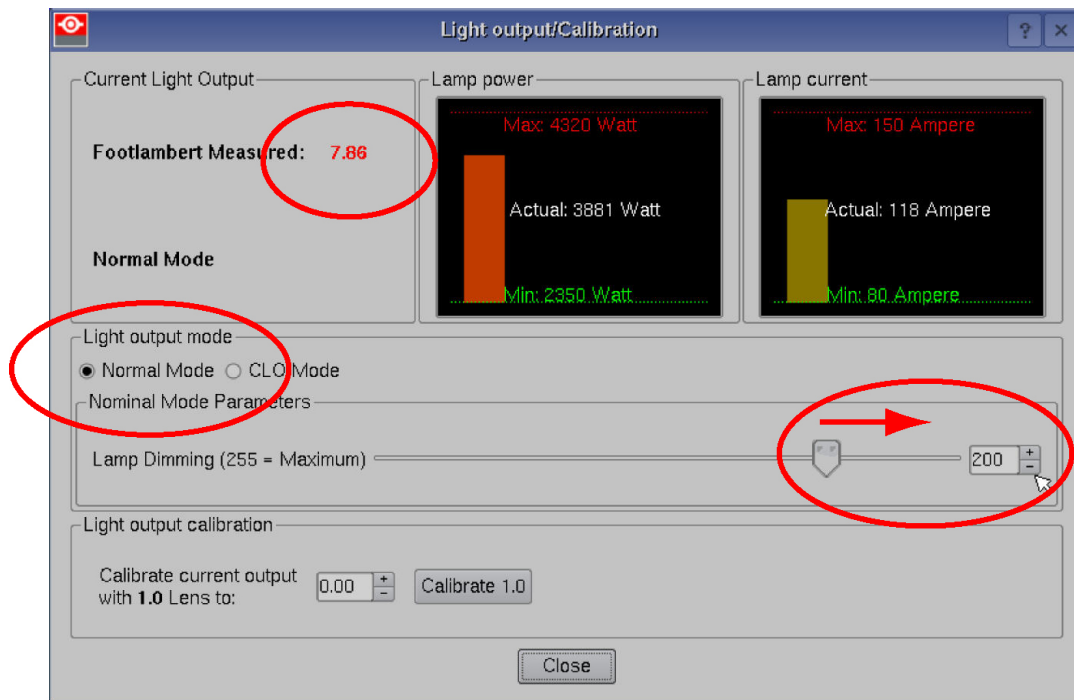 Light output/Calibration
? ×
Current Light Output
Footlambert Measured: 7.86
Normal Mode
Lamp power
Max: 4320 Watt
Actual: 3881 Watt
Min: 2350 Watt
Lamp current
Max: 150 Ampere
Actual: 118 Ampere
Min: 80 Ampere
Light output mode
Normal Mode CLO Mode
Nominal Mode Parameters
Lamp Dimming (255 = Maximum) 200 + −
Light output calibration
Calibrate current output
with 1.0 Lens to: 0.00 + − Calibrate 1.0
Close